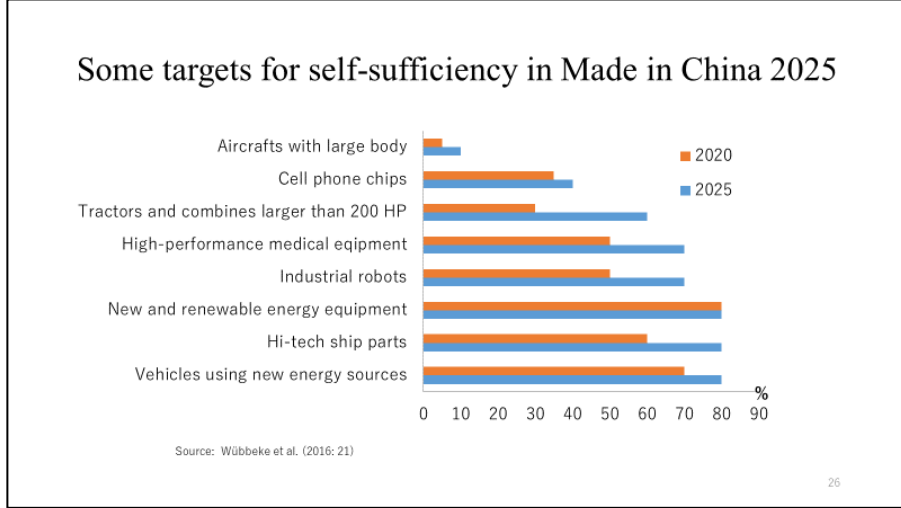 Some targets for self-sufficiency in Made in China 2025
Aircrafts with large body
Cell phone chips
Tractors and combines larger than 200 HP
High-performance medical eqipment
Industrial robots
New and renewable energy equipment
Hi-tech ship parts
Vehicles using new energy sources
2020
2025
%
0 10 20 30 40 50 60 70 80 90
Source: Wübbeke et al. (2016: 21)
26